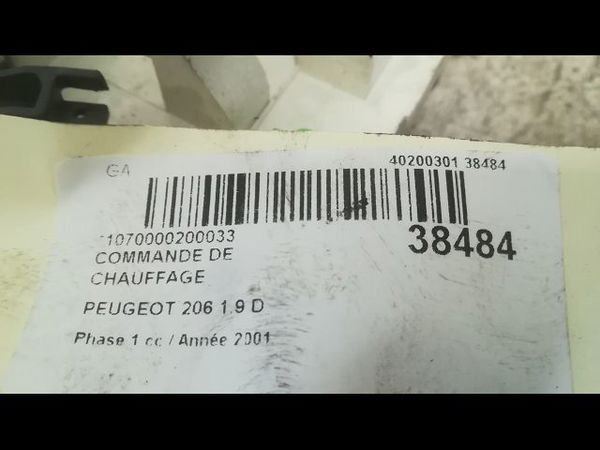 GA
40200301 38484
1070000200033
38484
COMMANDE DE
CHAUFFAGE
PEUGEOT 206 1.9 D
Phase 1 cc / Année 2001